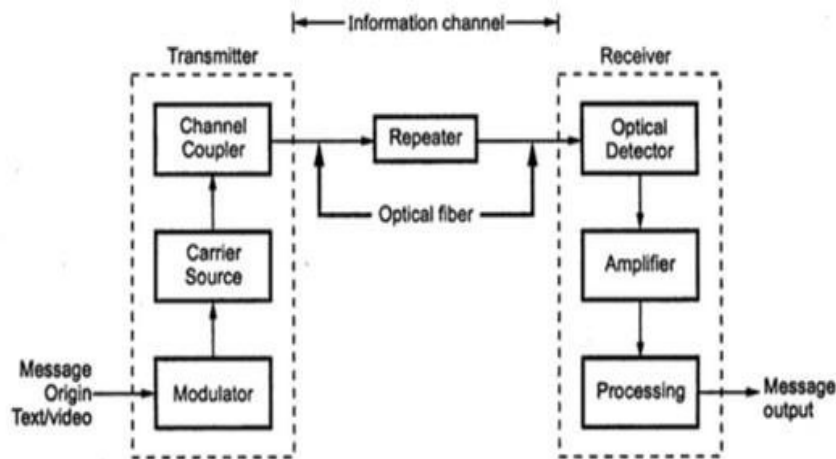 Information channel
Transmitter
Receiver
Channel
Coupler
Repeater
Optical
Detector
Optical fiber
Carrier
Source
Amplifier
Message
Origin
Text/video
Modulator
Processing
Message
output